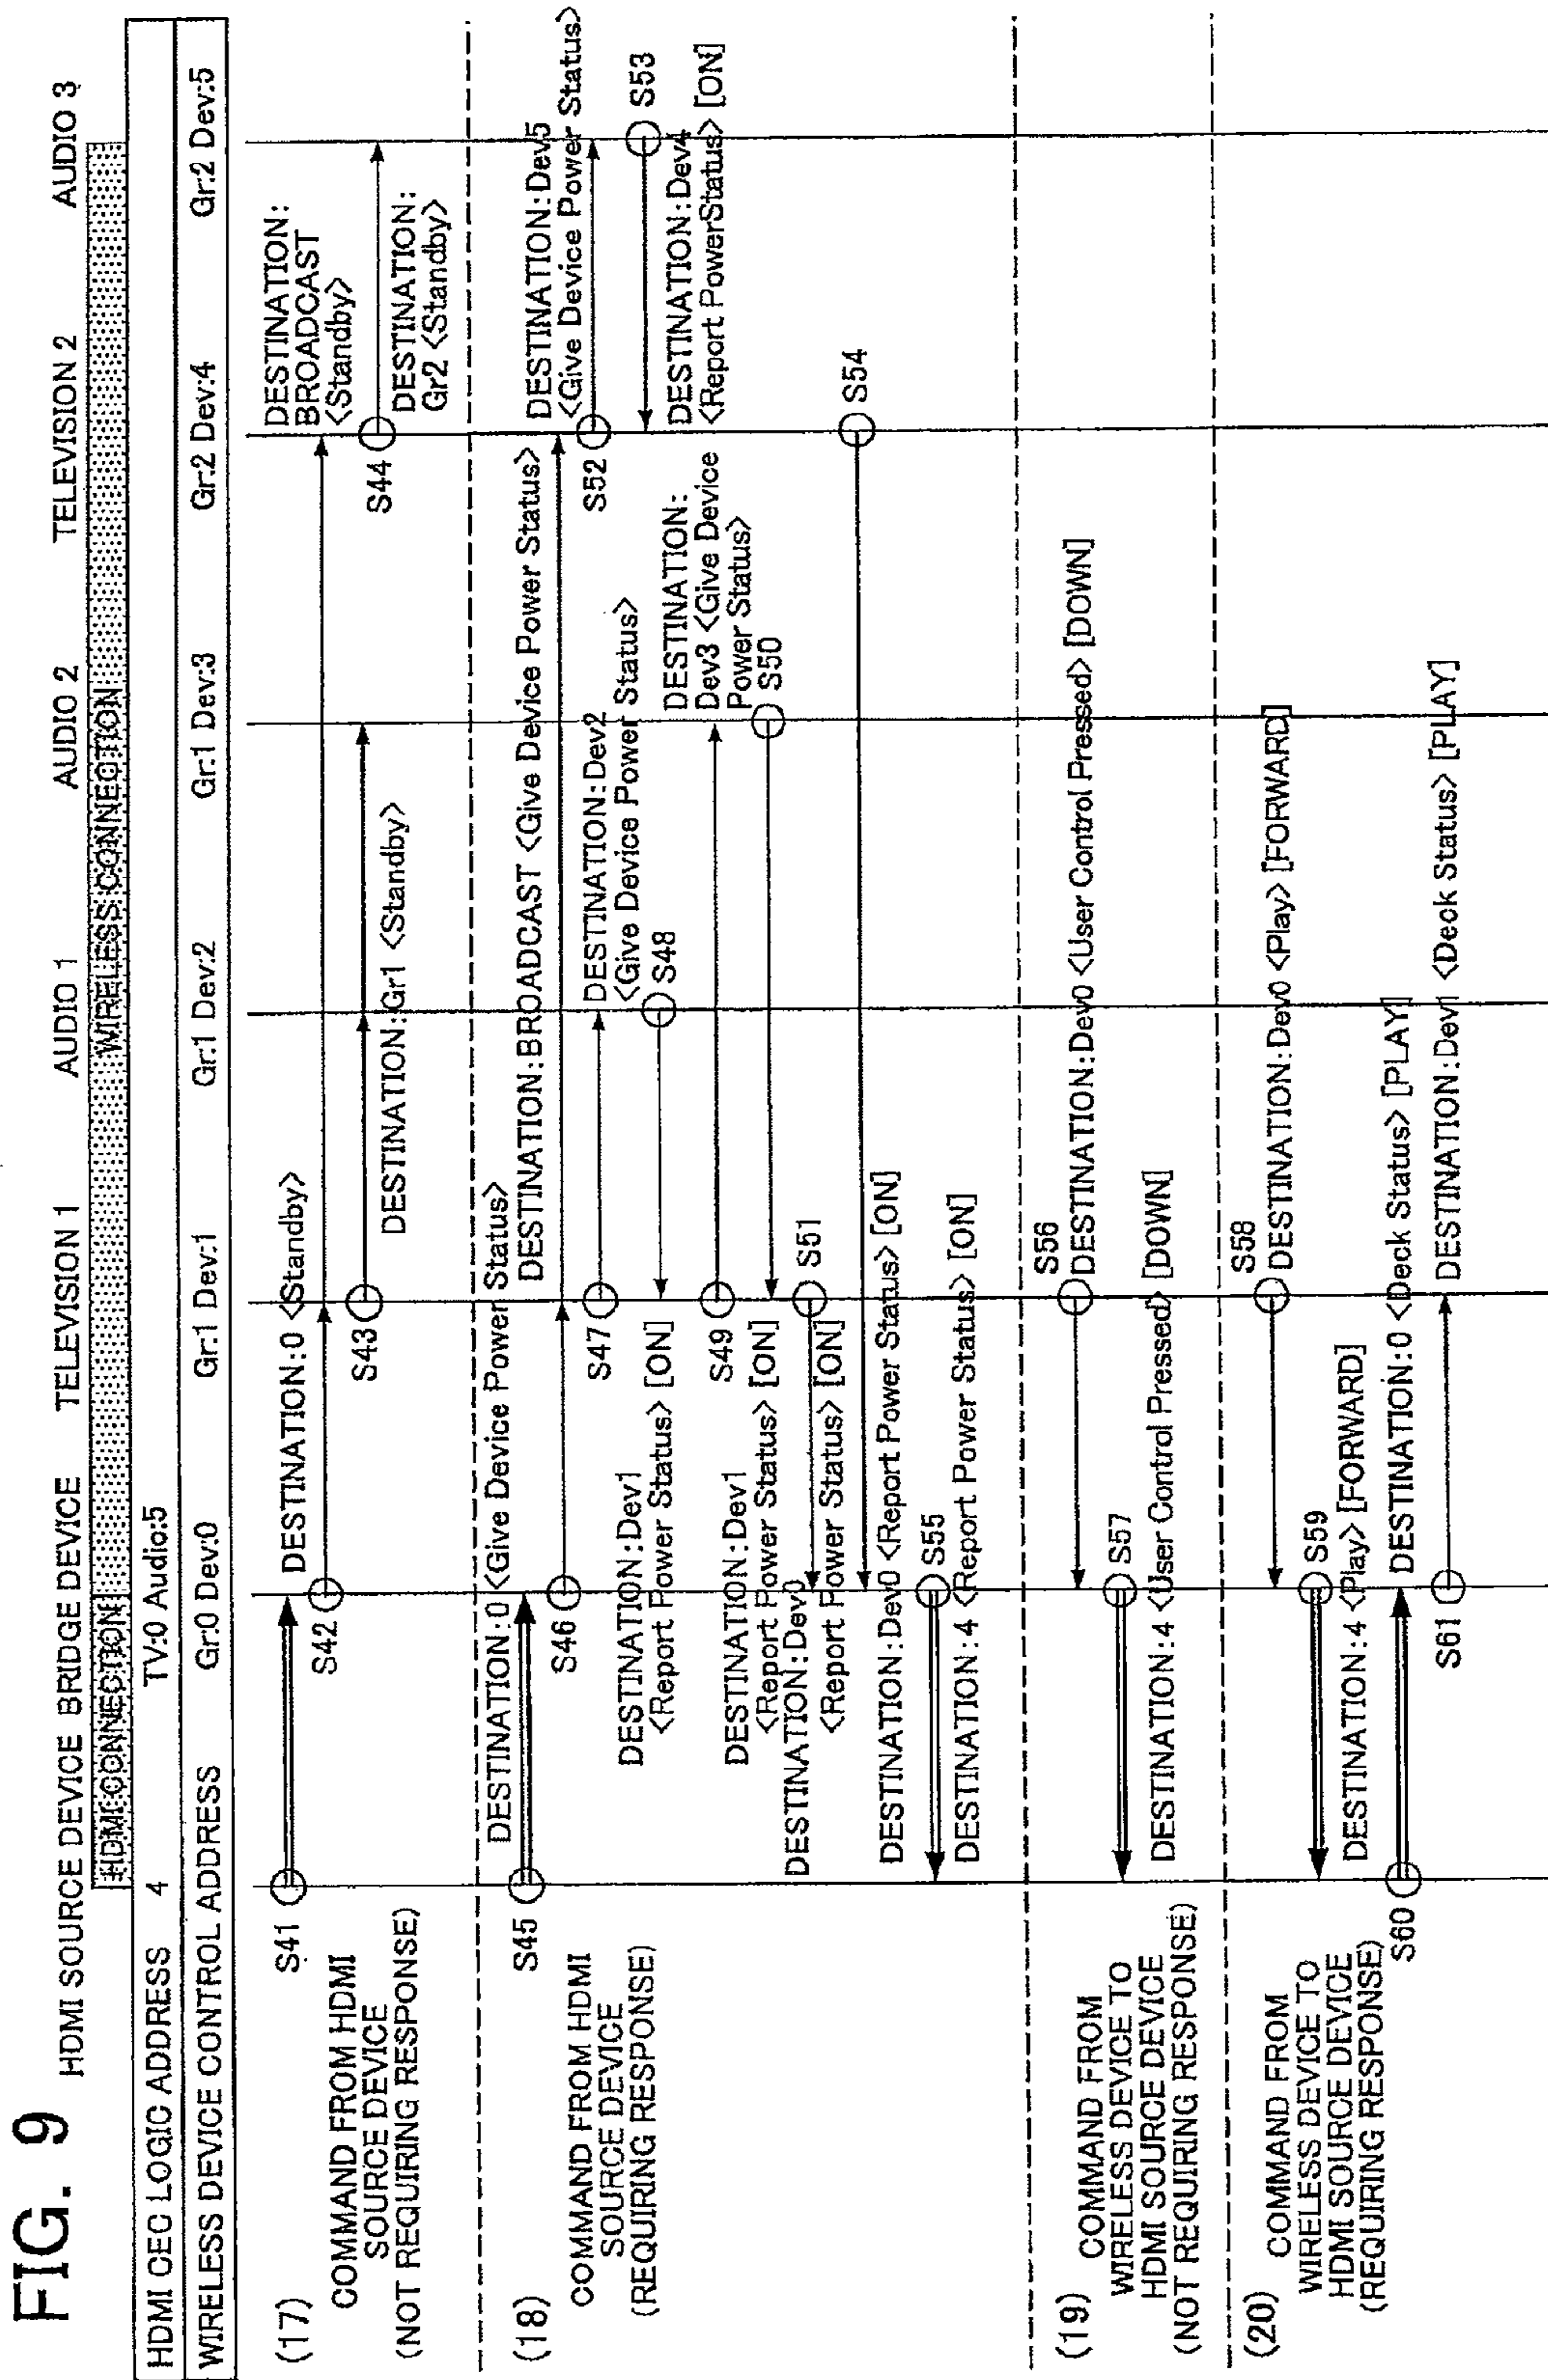 FIG. 9
HDMI SOURCE DEVICE BRIDGE DEVICE TELEVISION 1 AUDIO 1 AUDIO 2 TELEVISION 2 AUDIO 3
HDMI CONNECTION WIRELESS CONNECTION
HDMI CEC LOGIC ADDRESS 4 TV:0 Audio:5
WIRELESS DEVICE CONTROL ADDRESS Gr:0 Dev:0 Gr:1 Dev:1 Gr:1 Dev:2 Gr:1 Dev:3 Gr:2 Dev:4 Gr:2 Dev:5
(17)
COMMAND FROM HDMI
SOURCE DEVICE
(NOT REQUIRING RESPONSE)
S41
DESTINATION:0 <Standby>
S42
DESTINATION:
BROADCAST
<Standby>
S43
DESTINATION:Gr1 <Standby>
S44
DESTINATION:
Gr2 <Standby>
(18)
COMMAND FROM HDMI
SOURCE DEVICE
(REQUIRING RESPONSE)
S45
DESTINATION:0 <Give Device Power Status>
S46
DESTINATION:BROADCAST <Give Device Power Status>
S47
DESTINATION:Dev2
<Give Device Power Status>
S48
DESTINATION:Dev1
<Report Power Status> [ON]
S49
DESTINATION:
Dev3 <Give Device
Power Status>
S50
DESTINATION:Dev1
<Report Power Status> [ON]
S51
DESTINATION:Dev0
<Report Power Status> [ON]
S52
DESTINATION:Dev5
<Give Device Power Status>
S53
DESTINATION:Dev4
<Report PowerStatus> [ON]
S54
DESTINATION:Dev0 <Report Power Status> [ON]
S55
DESTINATION:4 <Report Power Status> [ON]
(19)
COMMAND FROM
WIRELESS DEVICE TO
HDMI SOURCE DEVICE
(NOT REQUIRING RESPONSE)
S56
DESTINATION:Dev0 <User Control Pressed> [DOWN]
S57
DESTINATION:4 <User Control Pressed> [DOWN]
(20)
COMMAND FROM
WIRELESS DEVICE TO
HDMI SOURCE DEVICE
(REQUIRING RESPONSE)
S58
DESTINATION:Dev0 <Play> [FORWARD]
S59
DESTINATION:4 <Play> [FORWARD]
S60
DESTINATION:0 <Deck Status> [PLAY]
S61
DESTINATION:Dev1 <Deck Status> [PLAY]